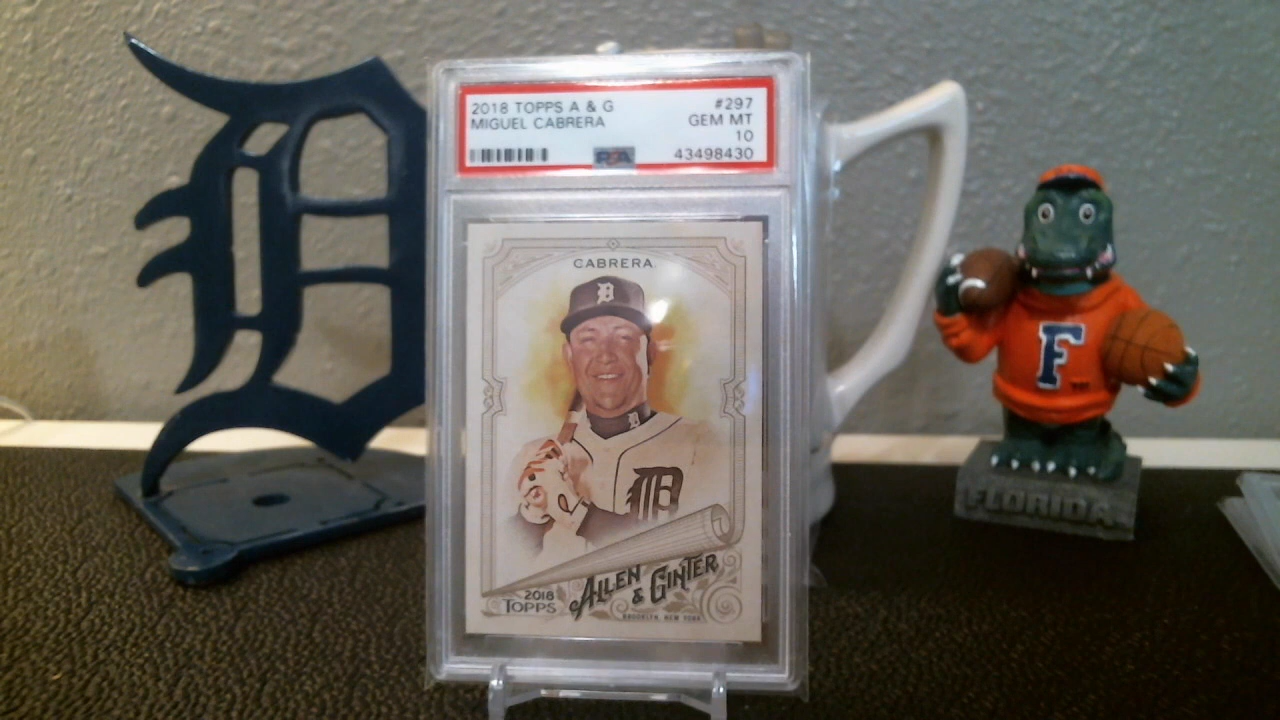 2018 TOPPS A & G #297
MIGUEL CABRERA GEM MT
10
PSA 43498430
CABRERA
D
D
D
2018
TOPPS
ALLEN
& GINTER
BROOKLYN, NEW YORK
D
F
FLORIDA